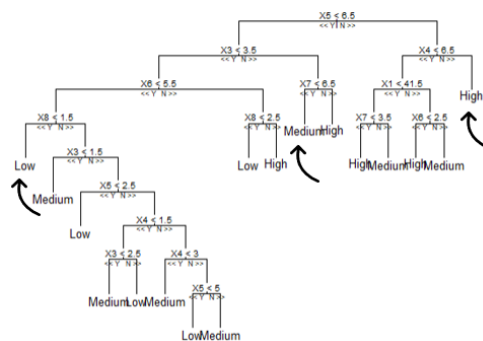 X5 ≤ 6.5
<< Y N >>
X3 ≤ 3.5
<< Y N >>
X4 ≤ 6.5
<< Y N >>
X6 ≤ 5.5
<< Y N >>
X7 ≤ 6.5
<< Y N >>
X1 ≤ 41.5
<< Y N >>
High
X8 ≤ 1.5
<< Y N >>
X8 ≤ 2.5
<< Y N >>
Medium
High
X7 ≤ 3.5
<< Y N >>
X6 ≤ 2.5
<< Y N >>
Low
X3 ≤ 1.5
<< Y N >>
Low
High
High
Medium
High
Medium
Medium
X5 ≤ 2.5
<< Y N >>
Low
X4 ≤ 1.5
<< Y N >>
X3 ≤ 2.5
<< Y N >>
X4 ≤ 3
<< Y N >>
Medium
Low
Medium
X5 ≤ 5
<< Y N >>
Low
Medium